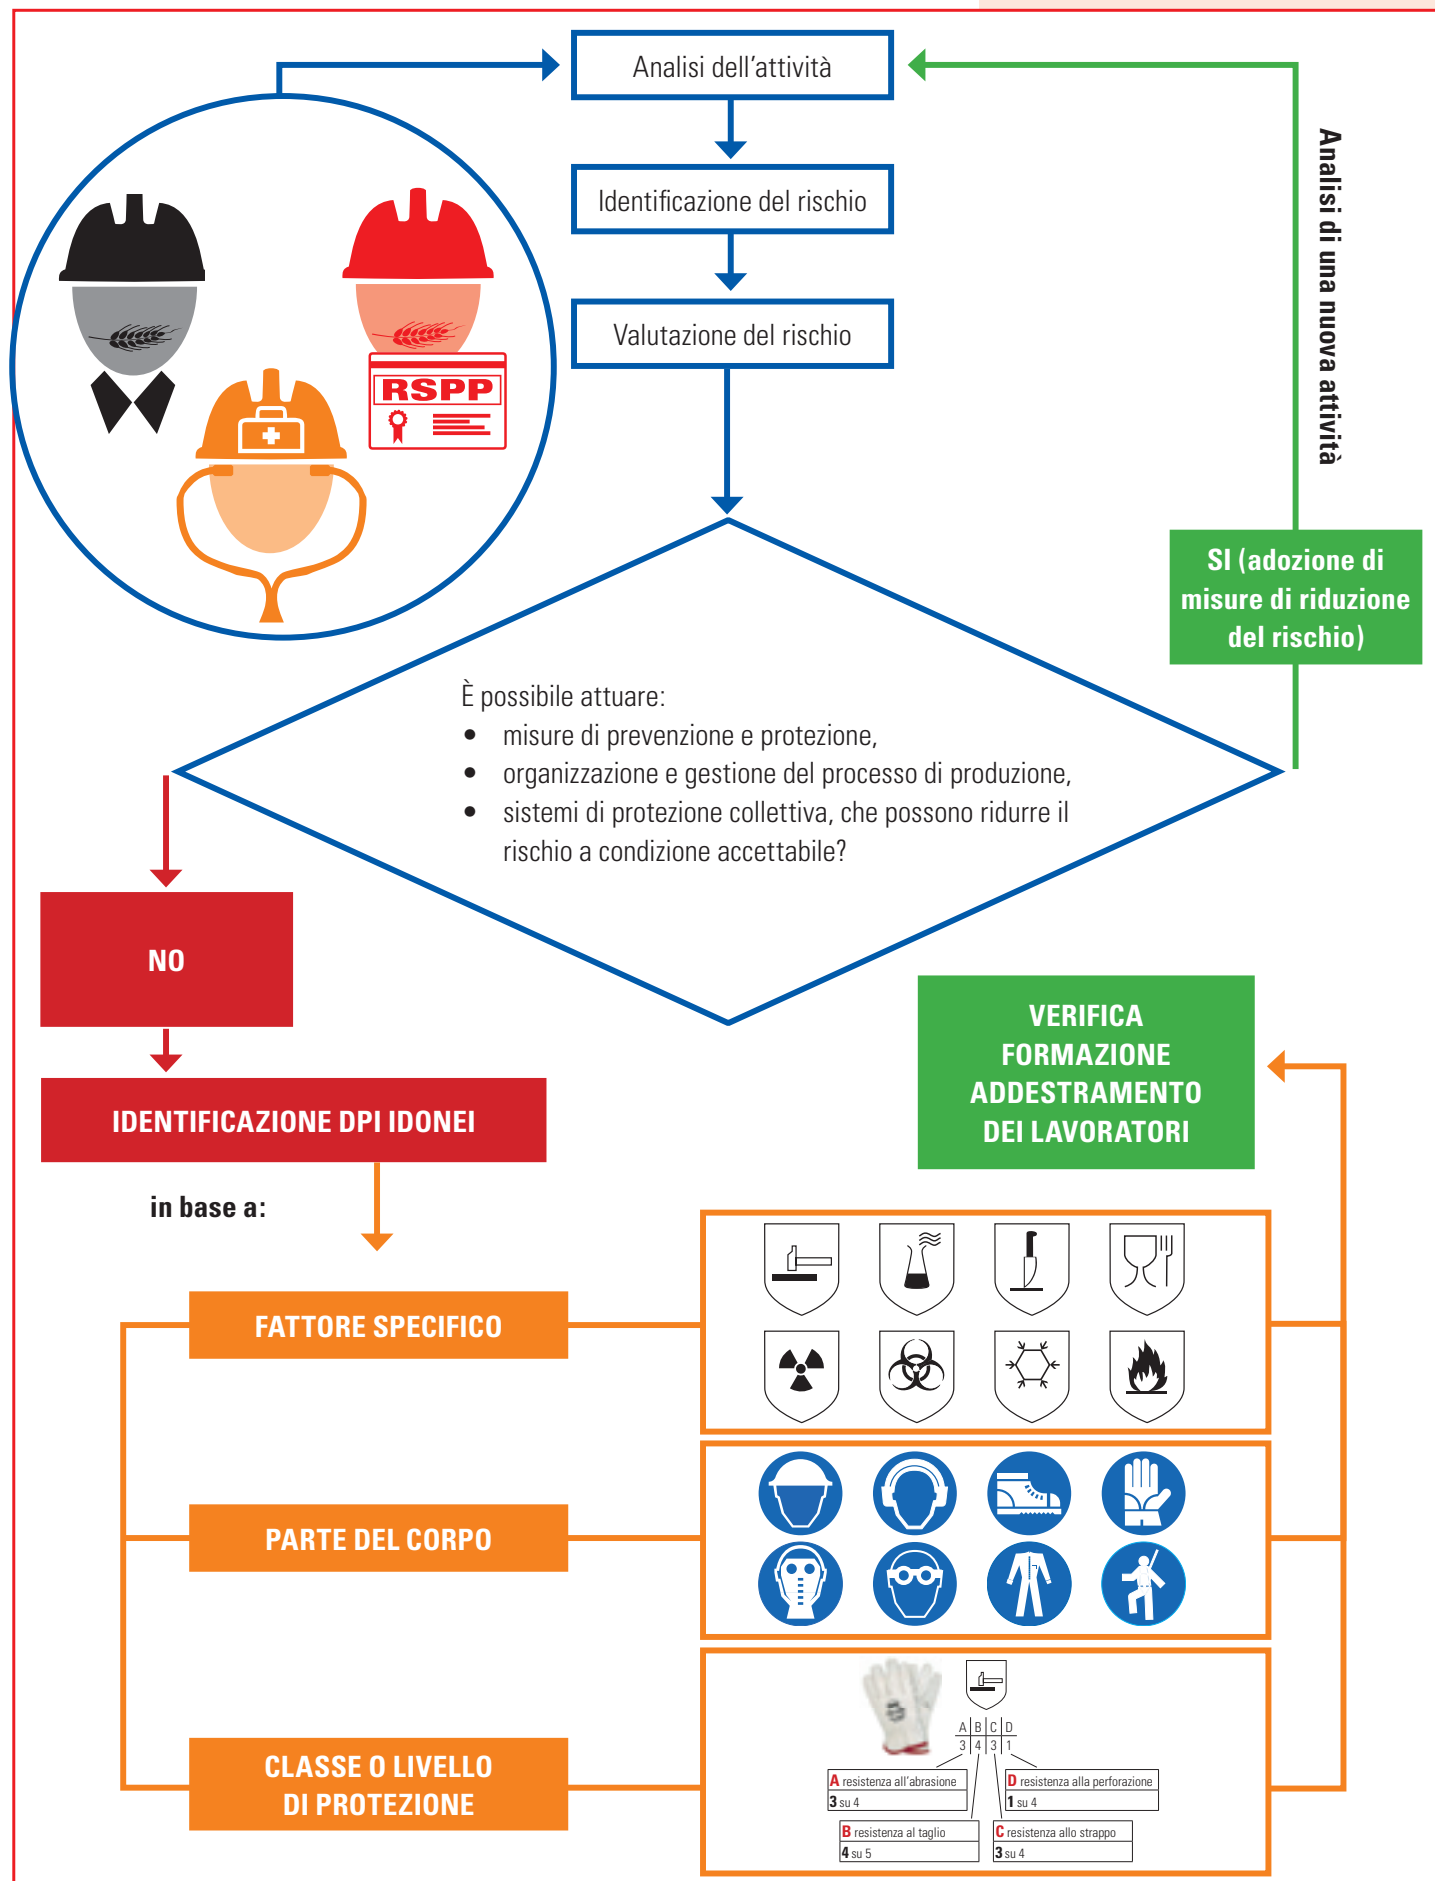 Analisi dell'attività
Identificazione del rischio
Valutazione del rischio
RSPP
Analisi di una nuova attività
SI (adozione di
misure di riduzione
del rischio)
È possibile attuare:
• misure di prevenzione e protezione,
• organizzazione e gestione del processo di produzione,
• sistemi di protezione collettiva, che possono ridurre il
rischio a condizione accettabile?
NO
IDENTIFICAZIONE DPI IDONEI
in base a:
VERIFICA
FORMAZIONE
ADDESTRAMENTO
DEI LAVORATORI
FATTORE SPECIFICO
PARTE DEL CORPO
CLASSE O LIVELLO
DI PROTEZIONE
A B C D
3 4 3 1
A resistenza all'abrasione
3 su 4
D resistenza alla perforazione
1 su 4
B resistenza al taglio
4 su 5
C resistenza allo strappo
3 su 4